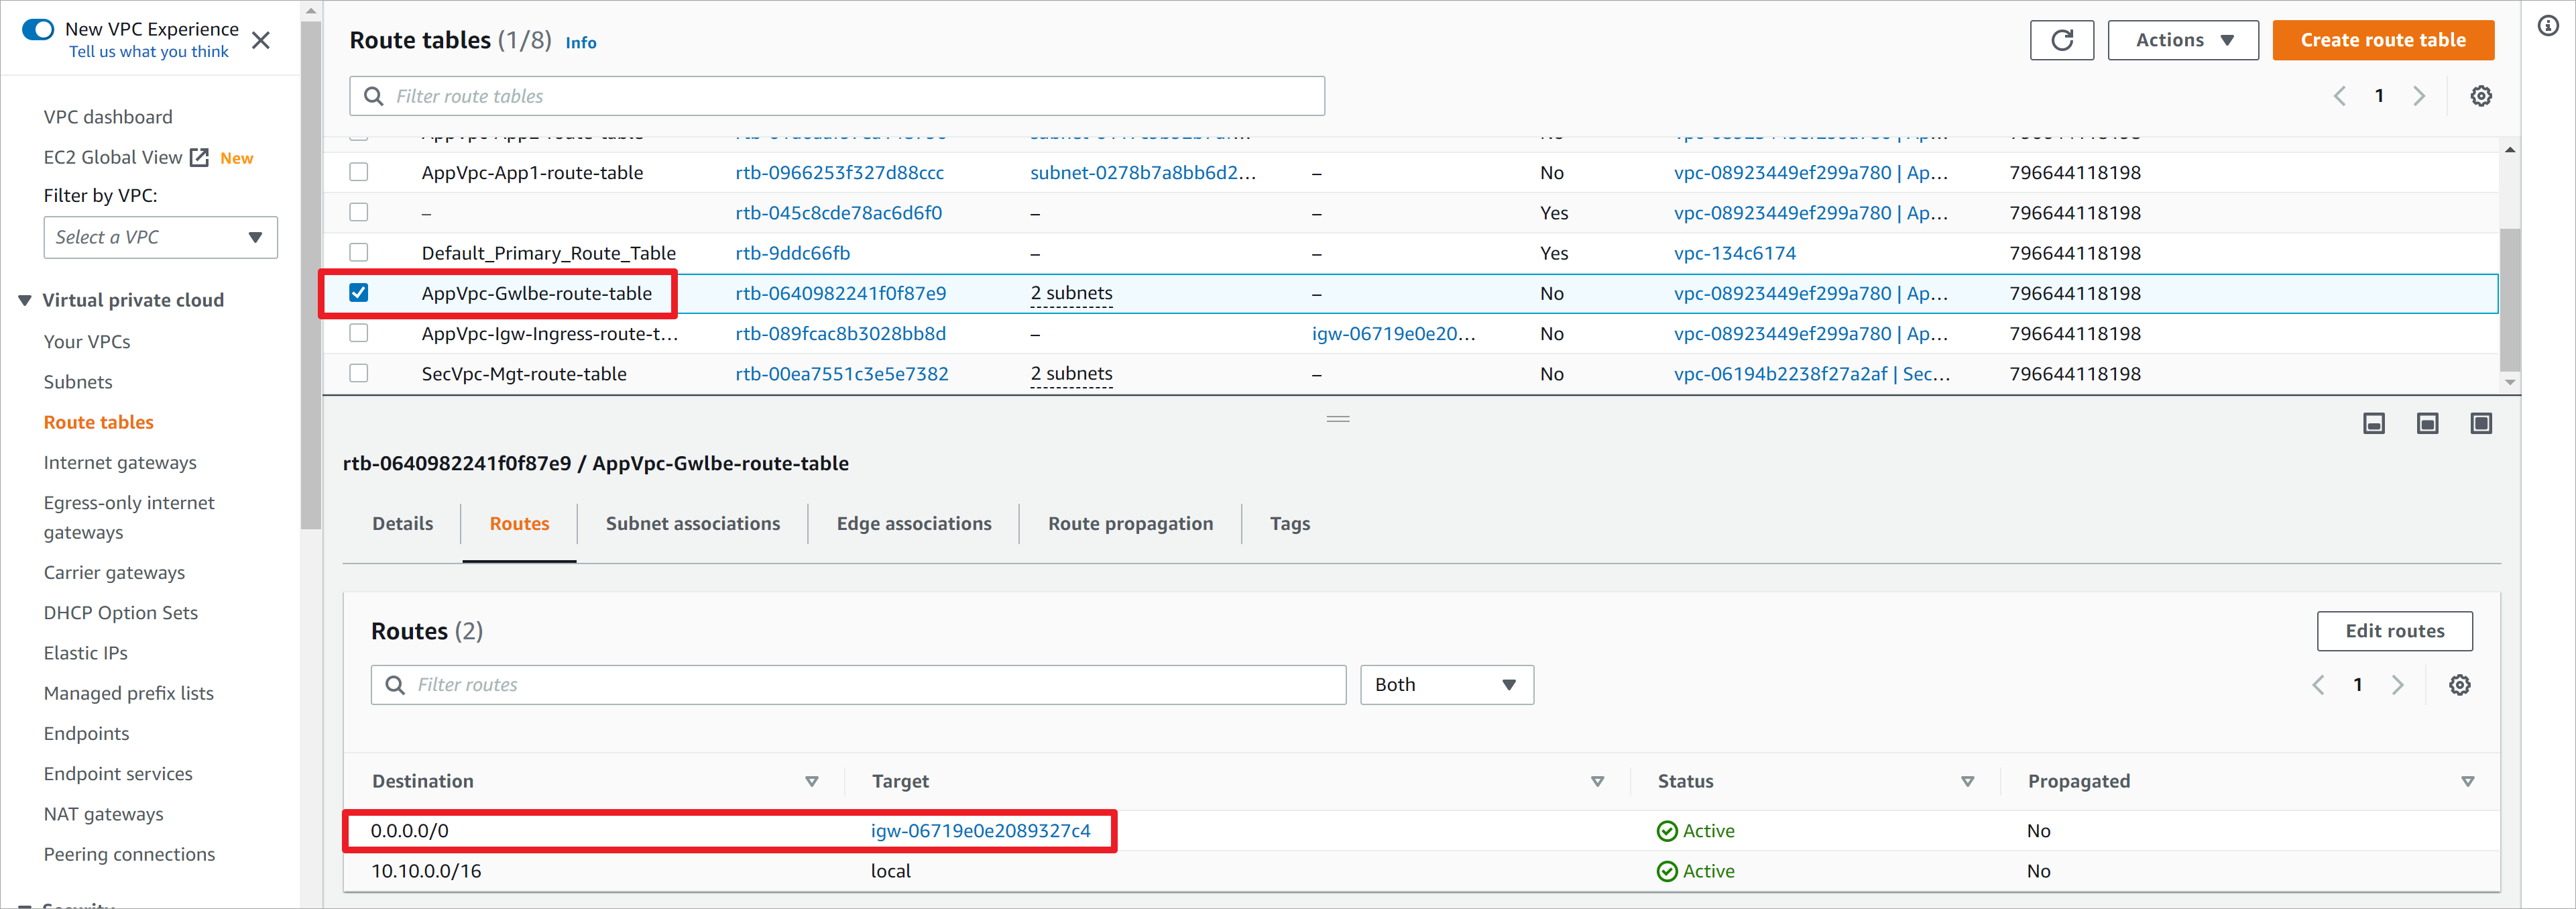 New VPC Experience
Tell us what you think
VPC dashboard
EC2 Global View New
Filter by VPC:
Select a VPC
Virtual private cloud
Your VPCs
Subnets
Route tables
Internet gateways
Egress-only internet
gateways
Carrier gateways
DHCP Option Sets
Elastic IPs
Managed prefix lists
Endpoints
Endpoint services
NAT gateways
Peering connections
Security
Route tables (1/8) Info
Actions
Create route table
Filter route tables
1
AppVpc-App1-route-table rtb-0966253f327d88ccc subnet-0278b7a8bb6d2... – No vpc-08923449ef299a780 | Ap... 796644118198
– rtb-045c8cde78ac6d6f0 – – Yes vpc-08923449ef299a780 | Ap... 796644118198
Default_Primary_Route_Table rtb-9ddc66fb – – Yes vpc-134c6174 796644118198
AppVpc-Gwlbe-route-table rtb-0640982241f0f87e9 2 subnets – No vpc-08923449ef299a780 | Ap... 796644118198
AppVpc-Igw-Ingress-route-t... rtb-089fcac8b3028bb8d – igw-06719e0e20... No vpc-08923449ef299a780 | Ap... 796644118198
SecVpc-Mgt-route-table rtb-00ea7551c3e5e7382 2 subnets – No vpc-06194b2238f27a2af | Sec... 796644118198
rtb-0640982241f0f87e9 / AppVpc-Gwlbe-route-table
Details Routes Subnet associations Edge associations Route propagation Tags
Routes (2)
Edit routes
Filter routes
Both
1
Destination Target Status Propagated
0.0.0.0/0 igw-06719e0e2089327c4 Active No
10.10.0.0/16 local Active No